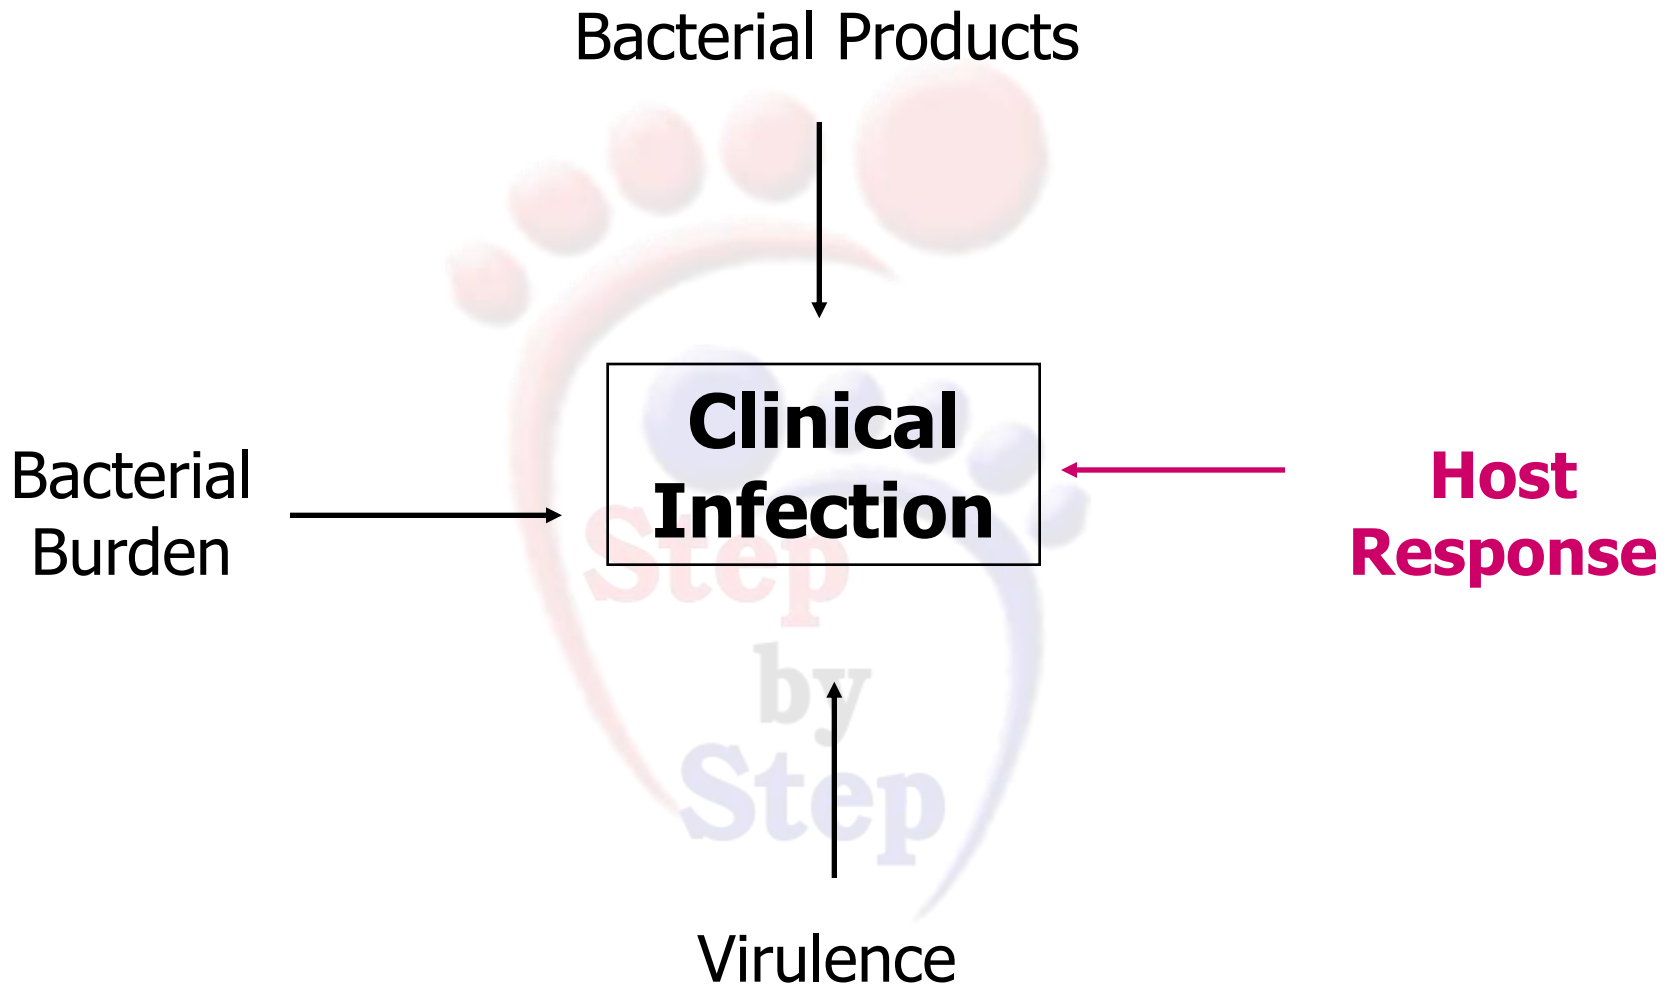 Bacterial Products
Clinical
Infection
Bacterial
Burden
Host
Response
Step
by
Step
Virulence